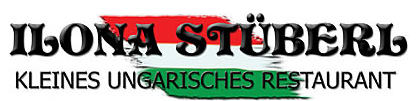 ILONA STÜBERL
KLEINES UNGARISCHES RESTAURANT